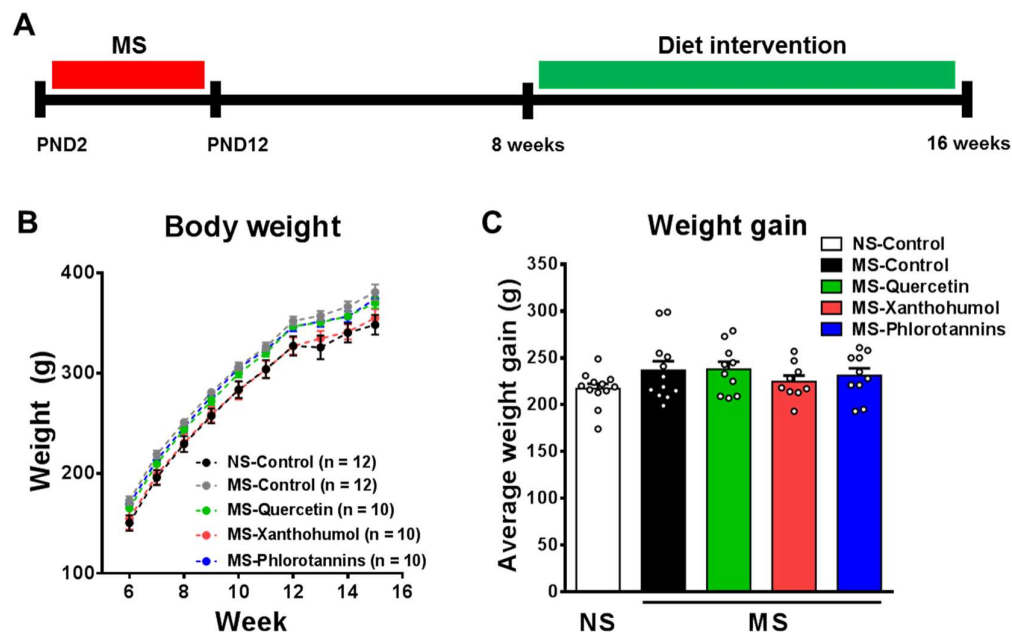 A
MS
Diet intervention
PND2
PND12
8 weeks
16 weeks
B
Body weight
Weight (g)
400
300
200
100
6
8
10
12
14
16
Week
NS-Control (n = 12)
MS-Control (n = 12)
MS-Quercetin (n = 10)
MS-Xanthohumol (n = 10)
MS-Phlorotannins (n = 10)
C
Weight gain
NS-Control
MS-Control
MS-Quercetin
MS-Xanthohumol
MS-Phlorotannins
Average weight gain (g)
350
300
250
200
150
100
50
0
NS
MS